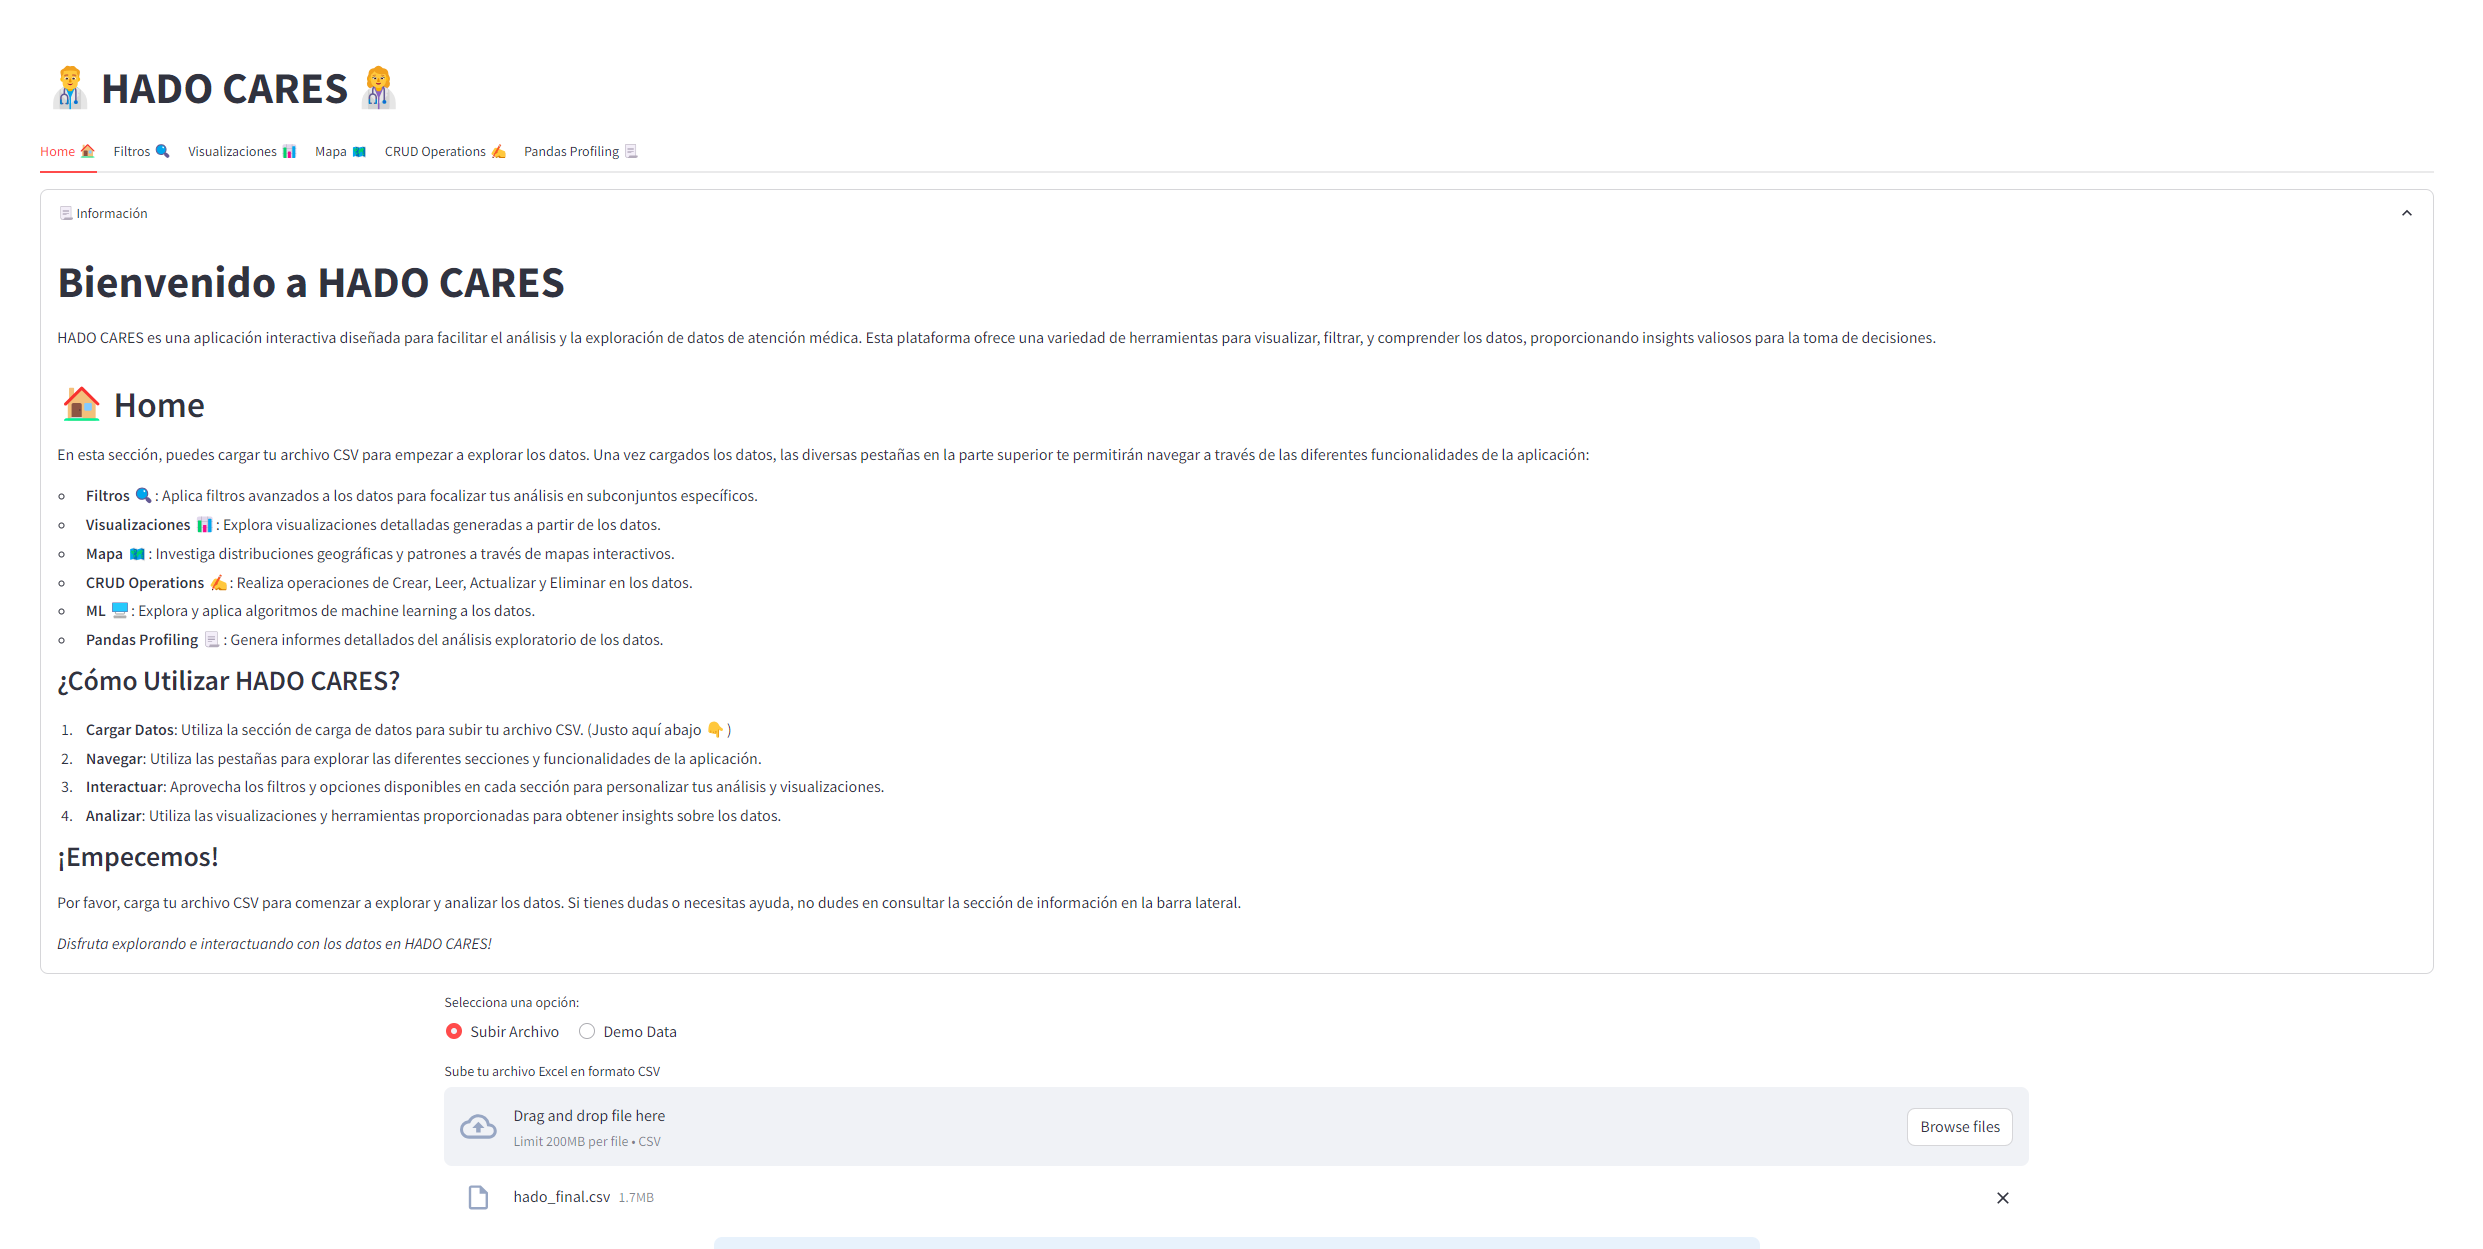 HADO CARES
Home Filtros Visualizaciones Mapa CRUD Operations Pandas Profiling
Información
Bienvenido a HADO CARES
HADO CARES es una aplicación interactiva diseñada para facilitar el análisis y la exploración de datos de atención médica. Esta plataforma ofrece una variedad de herramientas para visualizar, filtrar, y comprender los datos, proporcionando insights valiosos para la toma de decisiones.
Home
En esta sección, puedes cargar tu archivo CSV para empezar a explorar los datos. Una vez cargados los datos, las diversas pestañas en la parte superior te permitirán navegar a través de las diferentes funcionalidades de la aplicación:
Filtros 🔍: Aplica filtros avanzados a los datos para focalizar tus análisis en subconjuntos específicos.
Visualizaciones 📊: Explora visualizaciones detalladas generadas a partir de los datos.
Mapa 🗺️: Investiga distribuciones geográficas y patrones a través de mapas interactivos.
CRUD Operations ✍️: Realiza operaciones de Crear, Leer, Actualizar y Eliminar en los datos.
ML 💻: Explora y aplica algoritmos de machine learning a los datos.
Pandas Profiling 📃: Genera informes detallados del análisis exploratorio de los datos.
¿Cómo Utilizar HADO CARES?
1. Cargar Datos: Utiliza la sección de carga de datos para subir tu archivo CSV. (Justo aquí abajo 👇)
2. Navegar: Utiliza las pestañas para explorar las diferentes secciones y funcionalidades de la aplicación.
3. Interactuar: Aprovecha los filtros y opciones disponibles en cada sección para personalizar tus análisis y visualizaciones.
4. Analizar: Utiliza las visualizaciones y herramientas proporcionadas para obtener insights sobre los datos.
¡Empecemos!
Por favor, carga tu archivo CSV para comenzar a explorar y analizar los datos. Si tienes dudas o necesitas ayuda, no dudes en consultar la sección de información en la barra lateral.
Disfruta explorando e interactuando con los datos en HADO CARES!
Selecciona una opción:
Subir Archivo Demo Data
Sube tu archivo Excel en formato CSV
Drag and drop file here
Limit 200MB per file • CSV
Browse files
hado_final.csv 1.7MB